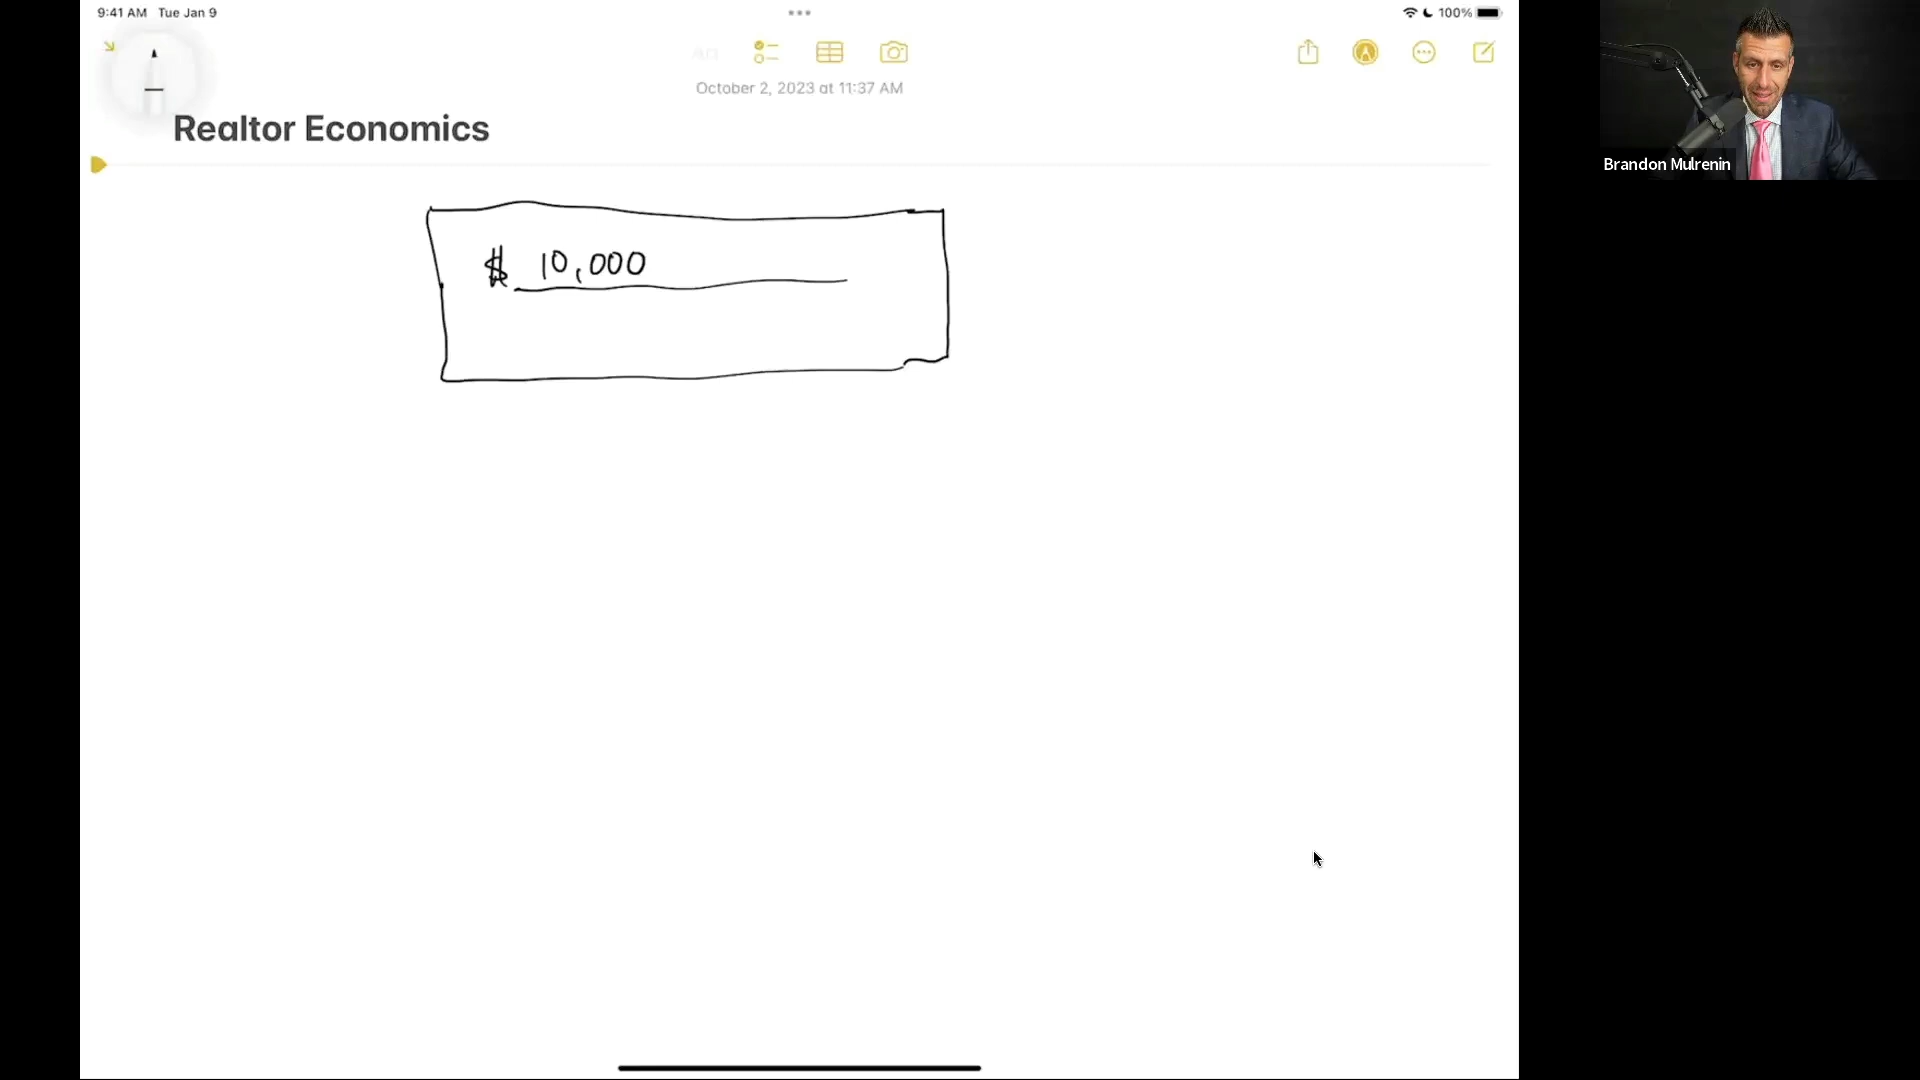 9:41 AM Tue Jan 9
100%
October 2, 2023 at 11:37 AM
Realtor Economics
$ 10,000
Brandon Mulrenin